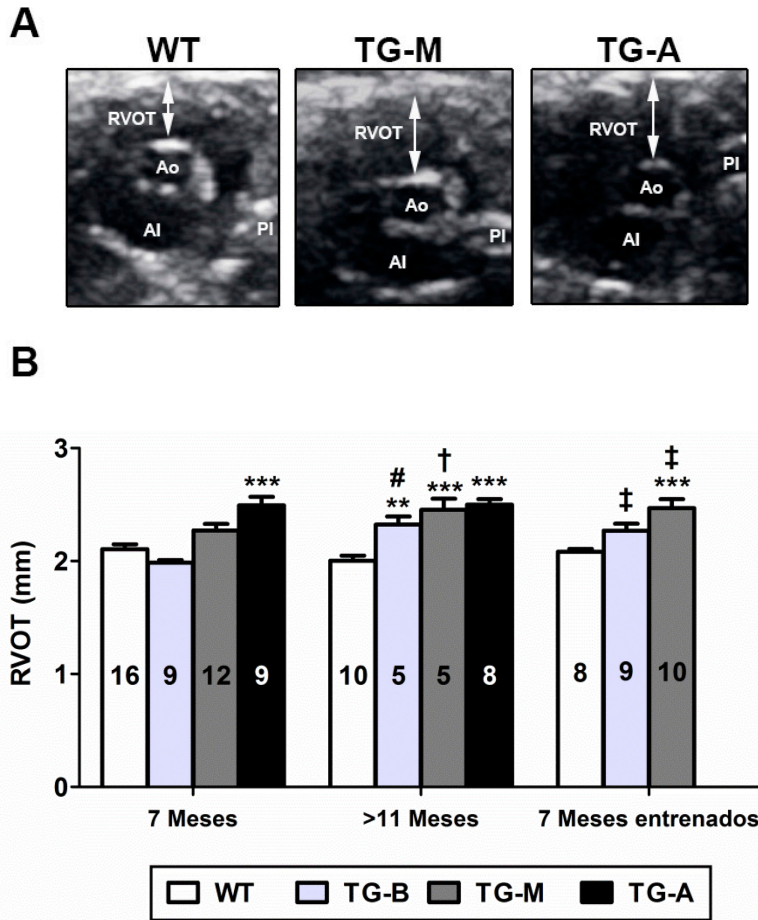 A
WT TG-M TG-A
RVOT RVOT RVOT
Ao Ao Ao
AI AI AI
PI PI PI
B
RVOT (mm)
3
2
1
0
***
#
**
†
***
***
‡
‡
***
16 9 12 9 10 5 5 8 8 9 10
7 Meses >11 Meses 7 Meses entrenados
WT TG-B TG-M TG-A